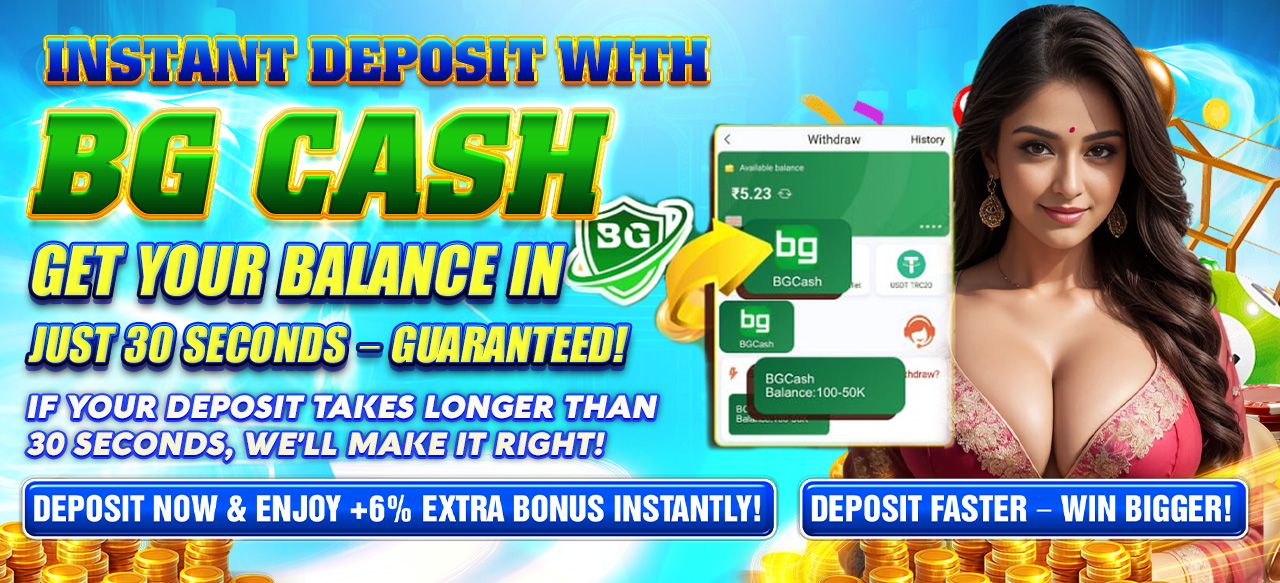 INSTANT DEPOSIT WITH
BG CASH
GET YOUR BALANCE IN
JUST 30 SECONDS – GUARANTEED!
IF YOUR DEPOSIT TAKES LONGER THAN
30 SECONDS, WE'LL MAKE IT RIGHT!
DEPOSIT NOW & ENJOY +6% EXTRA BONUS INSTANTLY!
BG
Withdraw
History
Available balance
₹5.23
bg
BGCash
USDT TRC20
bg
BGCash
BGCash
Balance:100-50K
DEPOSIT FASTER – WIN BIGGER!